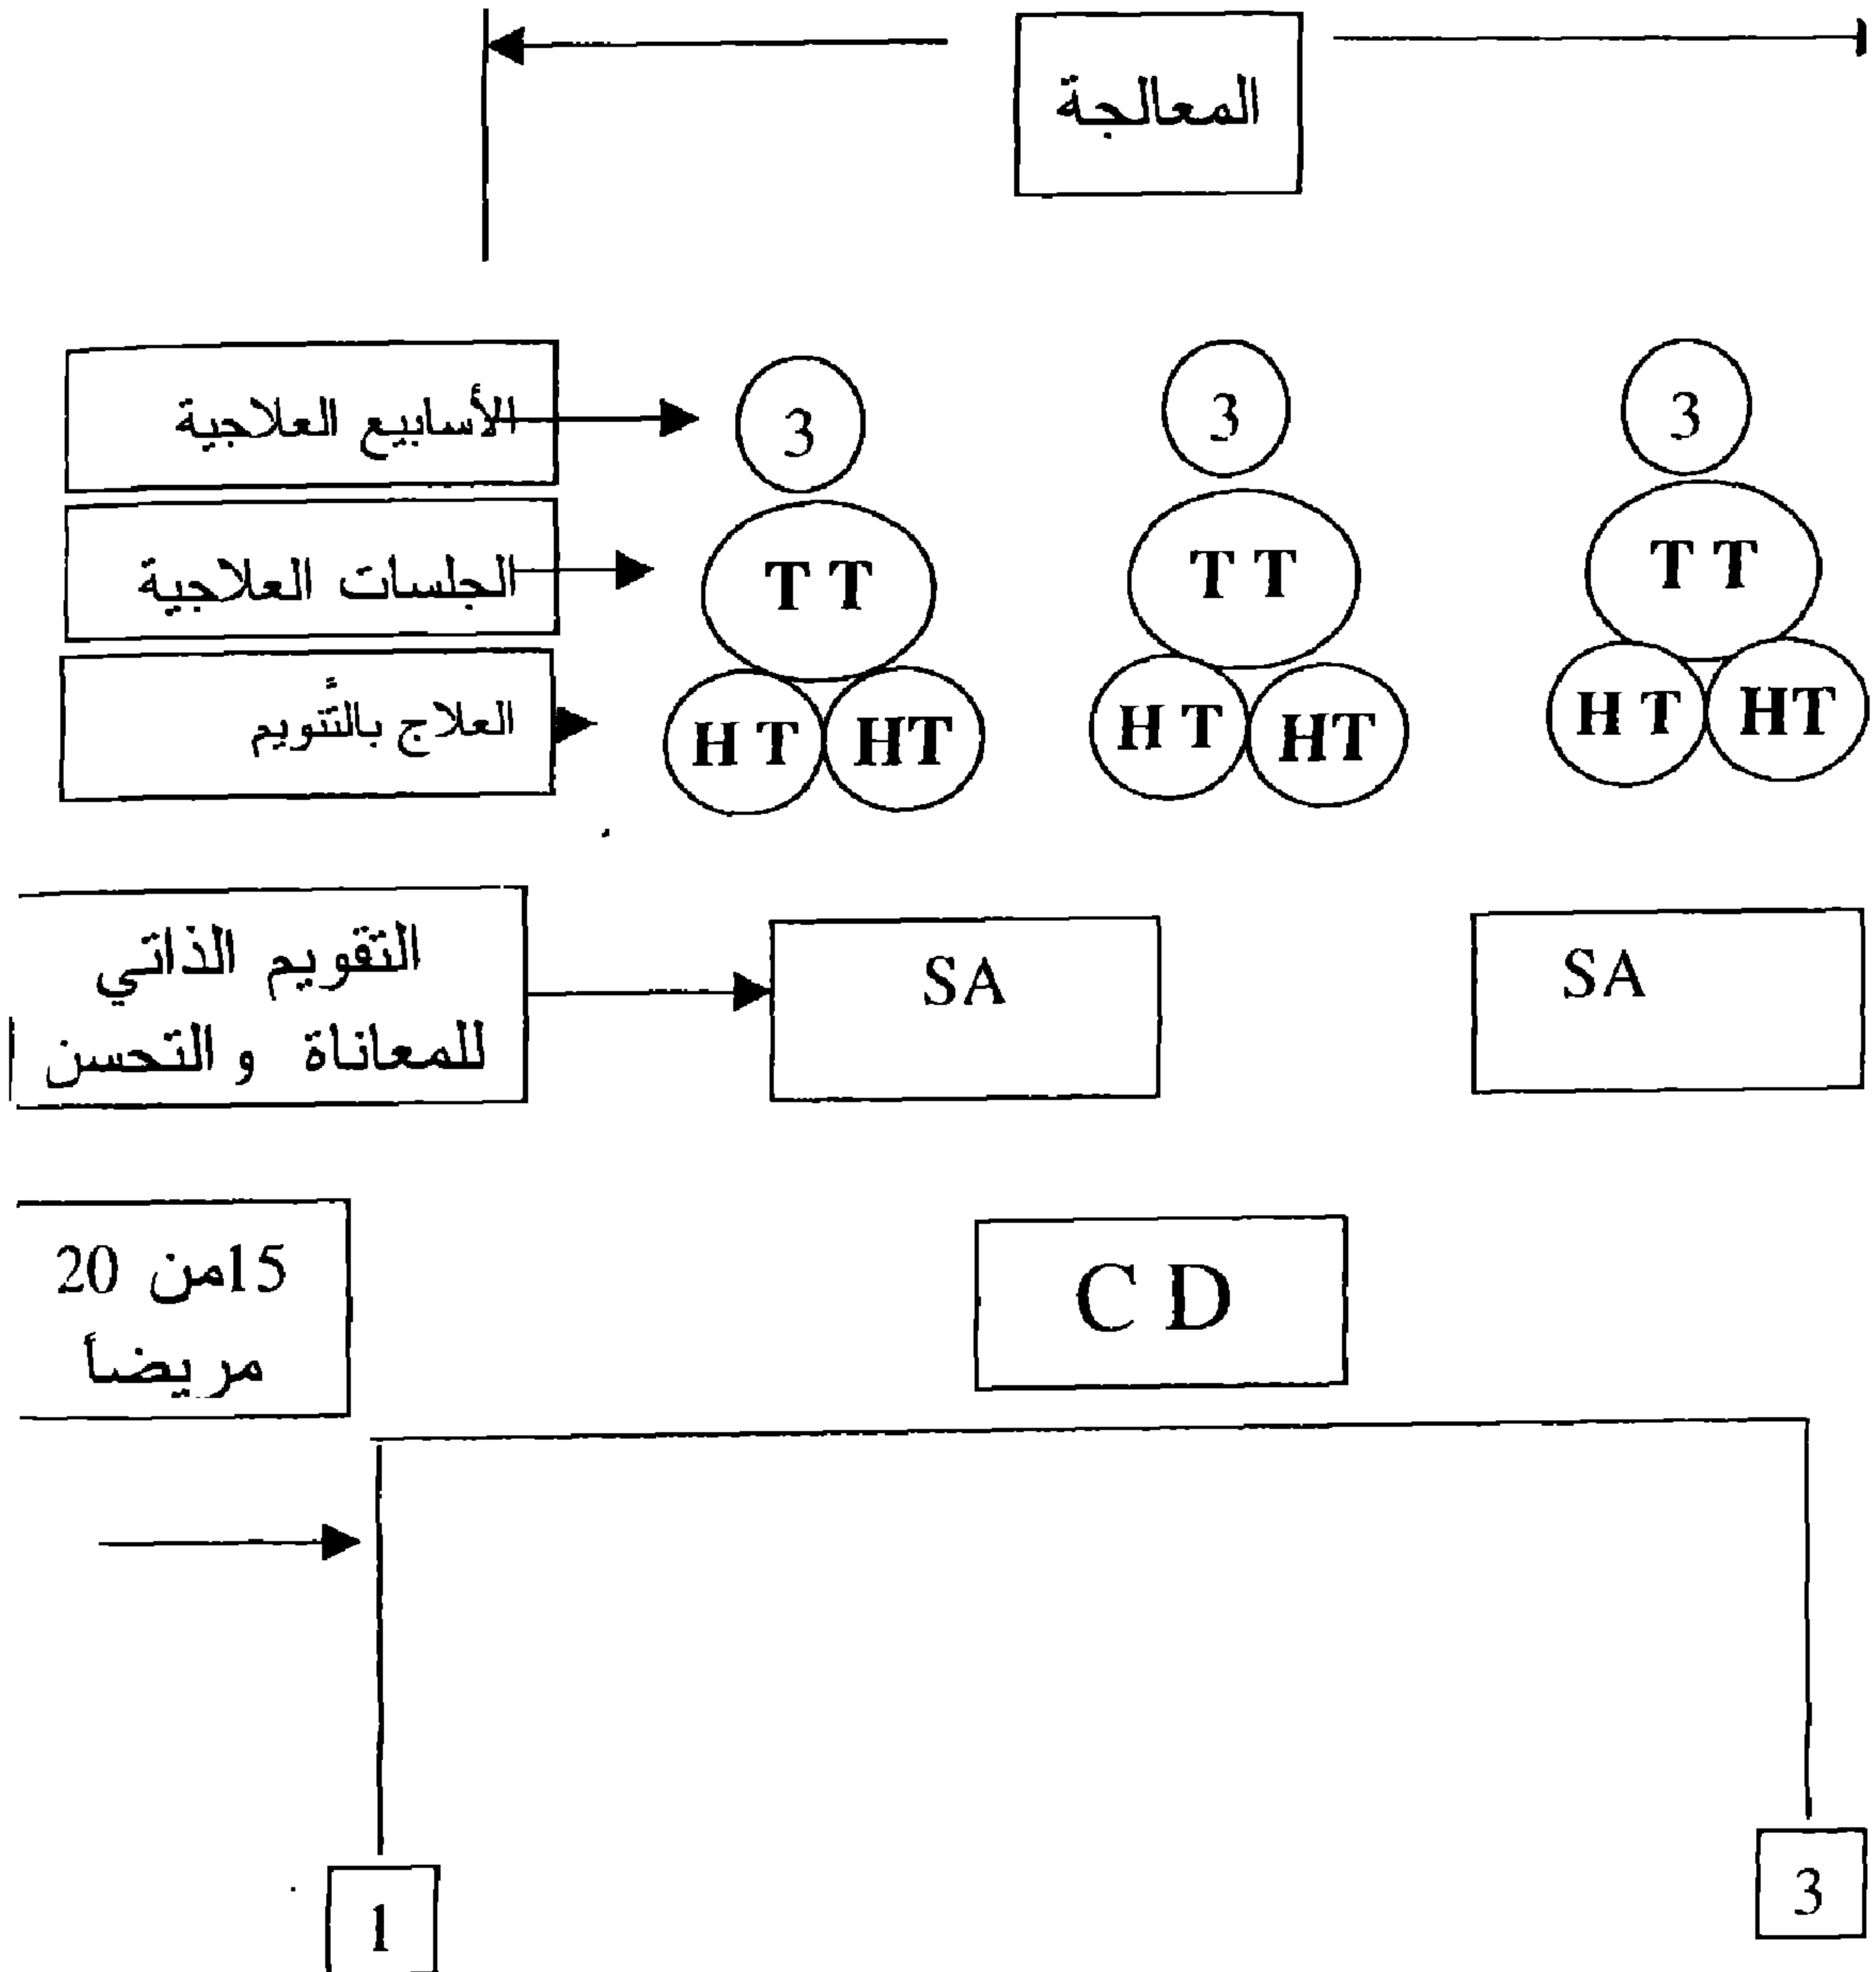 المعالجة
الأسابيع العلاجية
3 3 3
الجلسات العلاجية
T T T T T T
العلاج بالتنويم
H T HT H T HT H T HT
التقويم الذاتي
للمعاناة و التحسن
SA SA
15من 20
مريضاً
C D
1 3